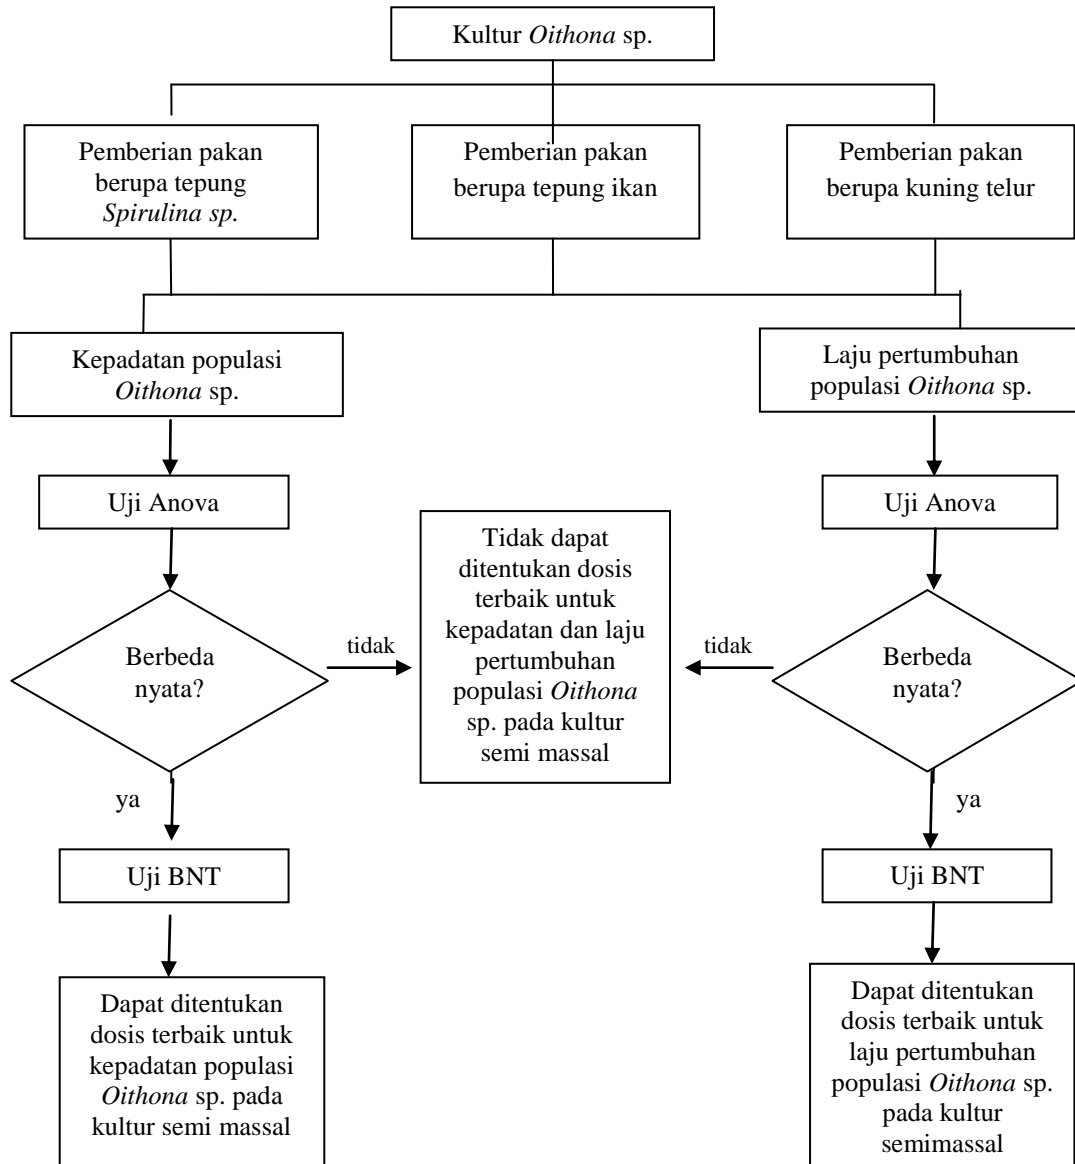 Kultur Oithona sp.
Pemberian pakan
berupa tepung
Spirulina sp.
Pemberian pakan
berupa tepung ikan
Pemberian pakan
berupa kuning telur
Kepadatan populasi
Oithona sp.
Laju pertumbuhan
populasi Oithona sp.
Uji Anova
Uji Anova
Tidak dapat
ditentukan dosis
terbaik untuk
kepadatan dan laju
pertumbuhan
populasi Oithona
sp. pada kultur
semi massal
Berbeda
nyata?
tidak
tidak
Berbeda
nyata?
ya
ya
Uji BNT
Uji BNT
Dapat ditentukan
dosis terbaik untuk
kepadatan populasi
Oithona sp. pada
kultur semi massal
Dapat ditentukan
dosis terbaik untuk
laju pertumbuhan
populasi Oithona sp.
pada kultur
semimassal